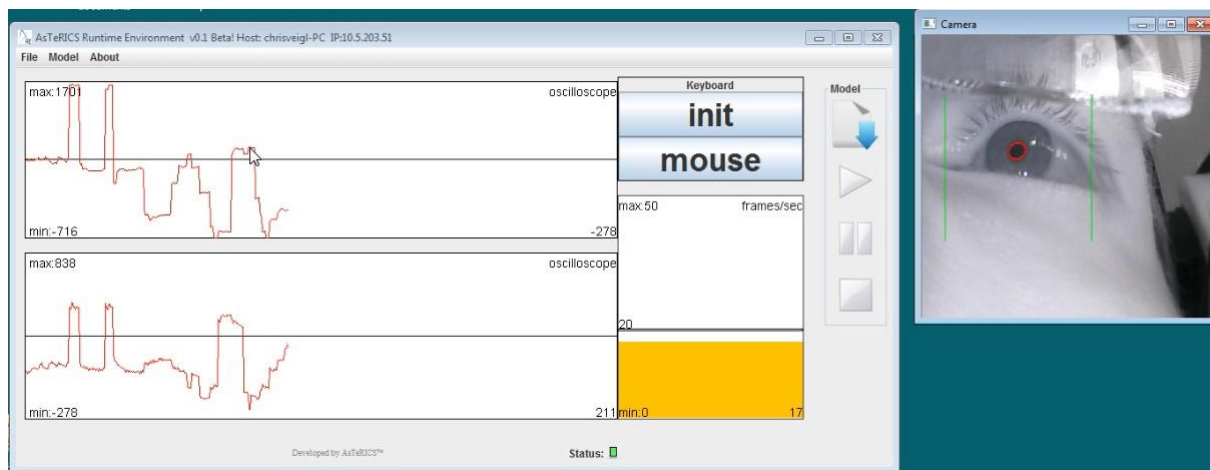 AsTeRICS Runtime Environment v0.1 Beta! Host: chrisveigl-PC IP:10.5.203.51
File Model About
max:1701
oscilloscope
min:-716
-278
max:838
oscilloscope
min:-278
211
Keyboard
init
mouse
max:50
frames/sec
20
min:0
17
Model
Developed by AsTeRICS™
Status:
Camera